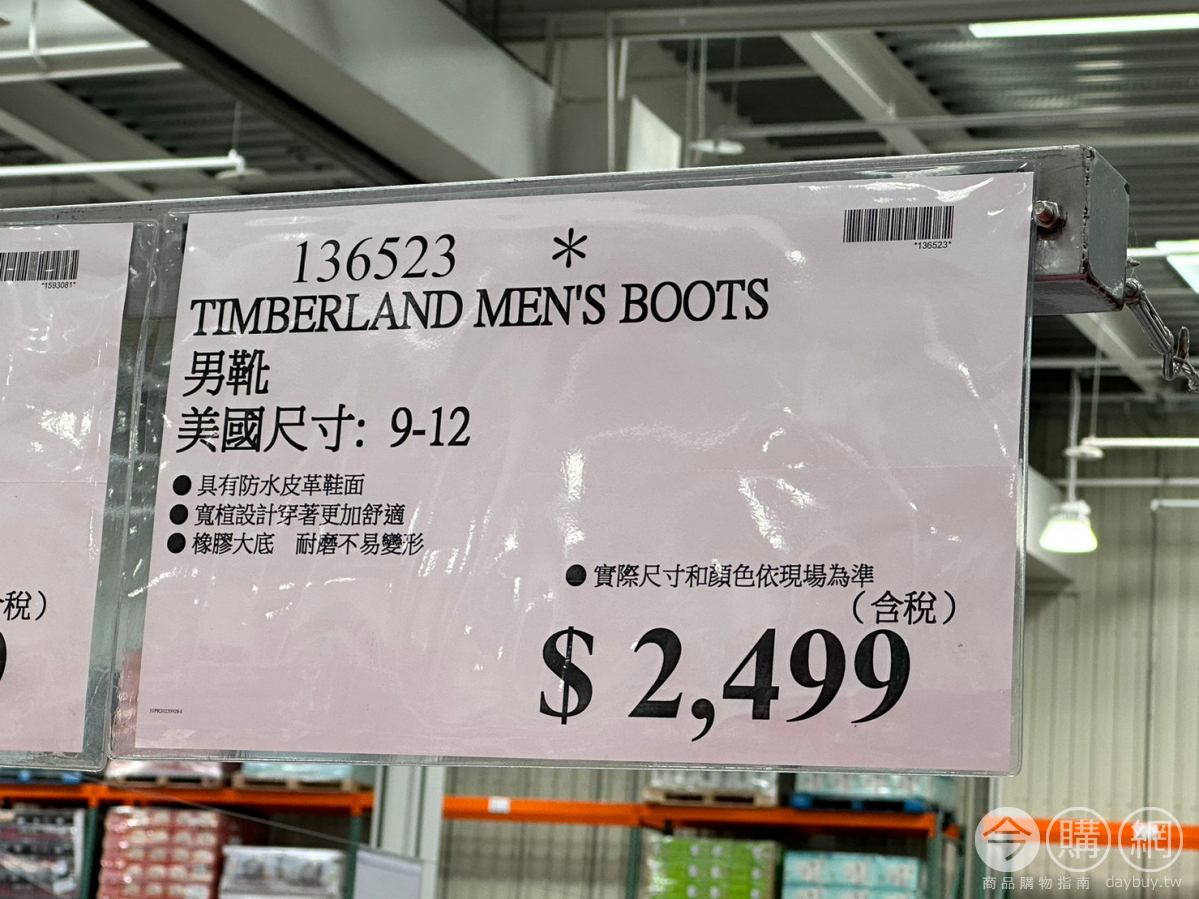 *1593081*
含稅）
9
136523 *
*136523*
TIMBERLAND MEN'S BOOTS
男靴
美國尺寸: 9-12
● 具有防水皮革鞋面
● 寬楦設計穿著更加舒適
● 橡膠大底 耐磨不易變形
● 實際尺寸和顏色依現場為準
（含稅）
$ 2,499
今購網
商品購物指南 daybuy.tw